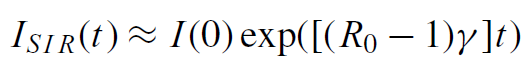 I_{SIR}(t) ≈ I(0) exp([(R_0 − 1)γ]t)